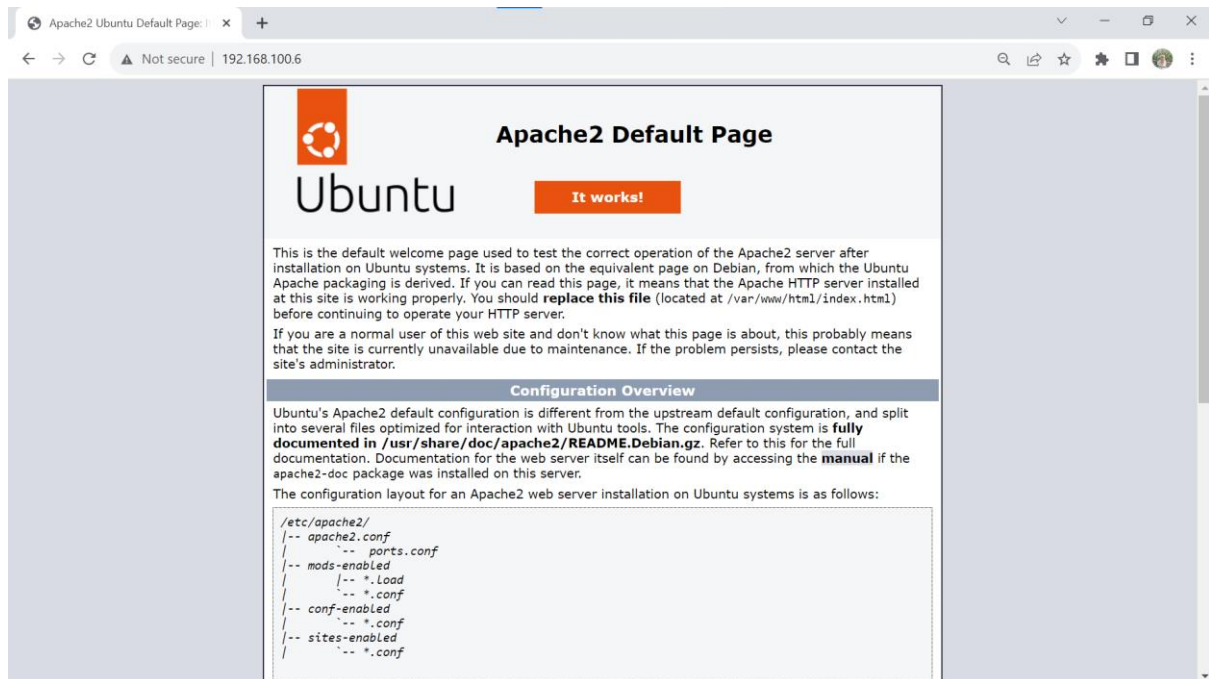 Apache2 Ubuntu Default Page: It
Not secure | 192.168.100.6
Apache2 Default Page
Ubuntu
It works!
This is the default welcome page used to test the correct operation of the Apache2 server after
installation on Ubuntu systems. It is based on the equivalent page on Debian, from which the Ubuntu
Apache packaging is derived. If you can read this page, it means that the Apache HTTP server installed
at this site is working properly. You should replace this file (located at /var/www/html/index.html)
before continuing to operate your HTTP server.
If you are a normal user of this web site and don't know what this page is about, this probably means
that the site is currently unavailable due to maintenance. If the problem persists, please contact the
site's administrator.
Configuration Overview
Ubuntu's Apache2 default configuration is different from the upstream default configuration, and split
into several files optimized for interaction with Ubuntu tools. The configuration system is fully
documented in /usr/share/doc/apache2/README.Debian.gz. Refer to this for the full
documentation. Documentation for the web server itself can be found by accessing the manual if the
apache2-doc package was installed on this server.
The configuration layout for an Apache2 web server installation on Ubuntu systems is as follows:
/etc/apache2/
|-- apache2.conf
|       `--  ports.conf
|-- mods-enabled
|       |-- *.load
|       `-- *.conf
|-- conf-enabled
|       `-- *.conf
|-- sites-enabled
|       `-- *.conf